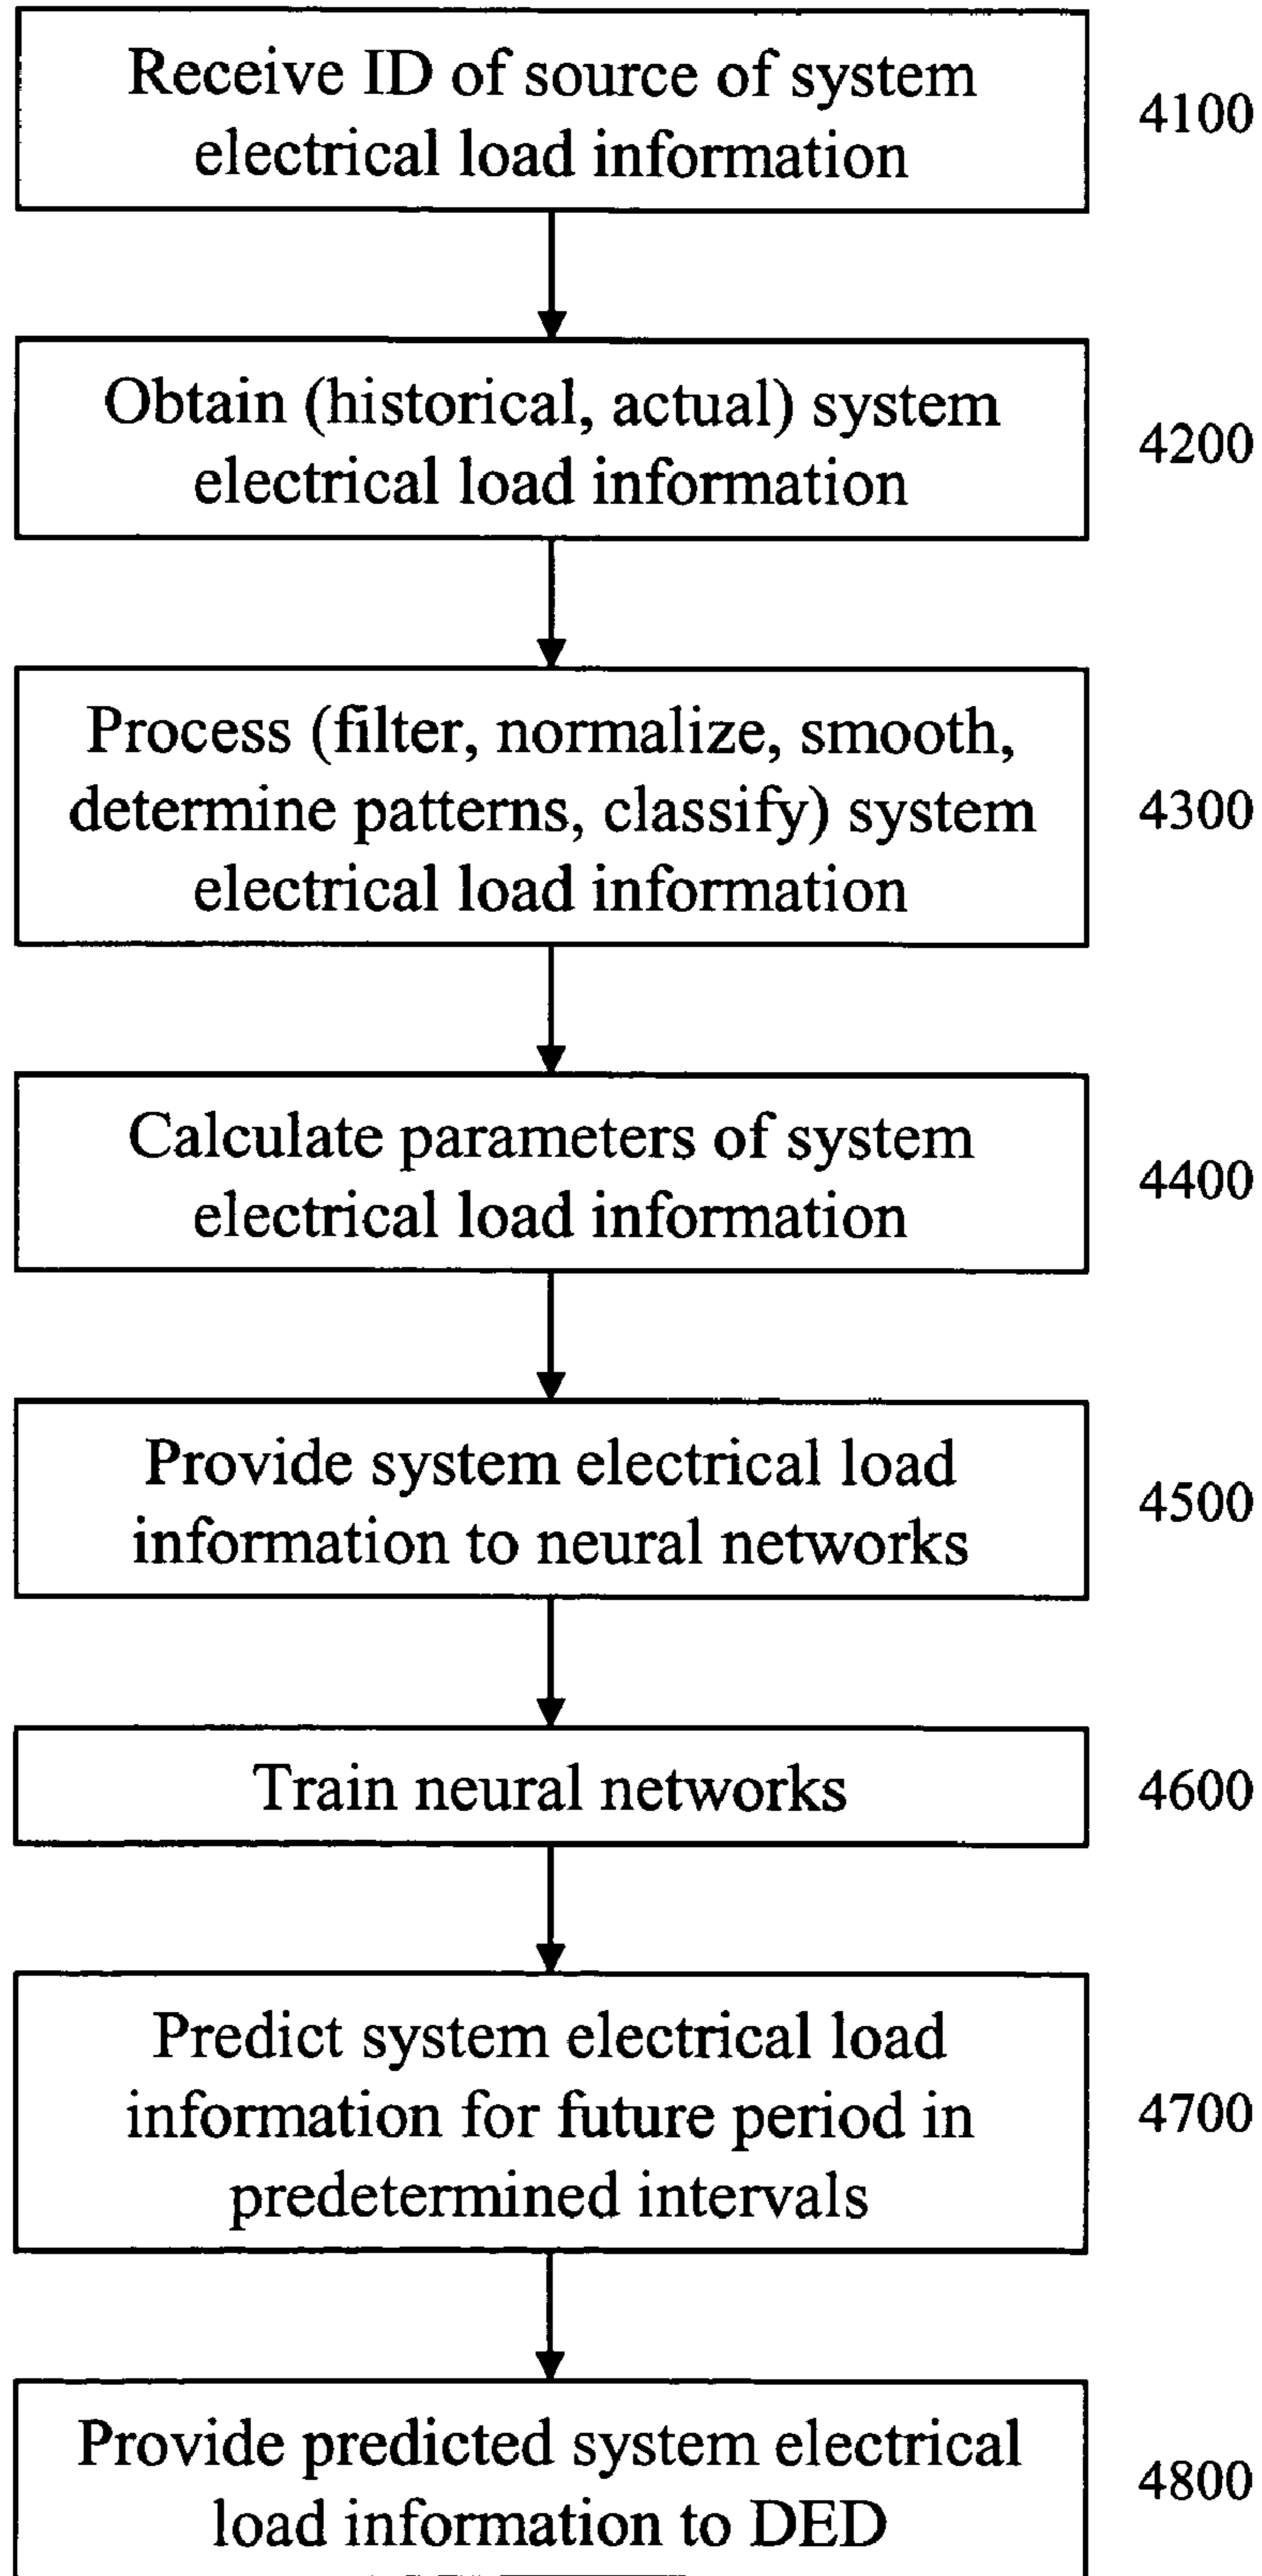 Receive ID of source of system
electrical load information
4100
Obtain (historical, actual) system
electrical load information
4200
Process (filter, normalize, smooth,
determine patterns, classify) system
electrical load information
4300
Calculate parameters of system
electrical load information
4400
Provide system electrical load
information to neural networks
4500
Train neural networks
4600
Predict system electrical load
information for future period in
predetermined intervals
4700
Provide predicted system electrical
load information to DED
4800